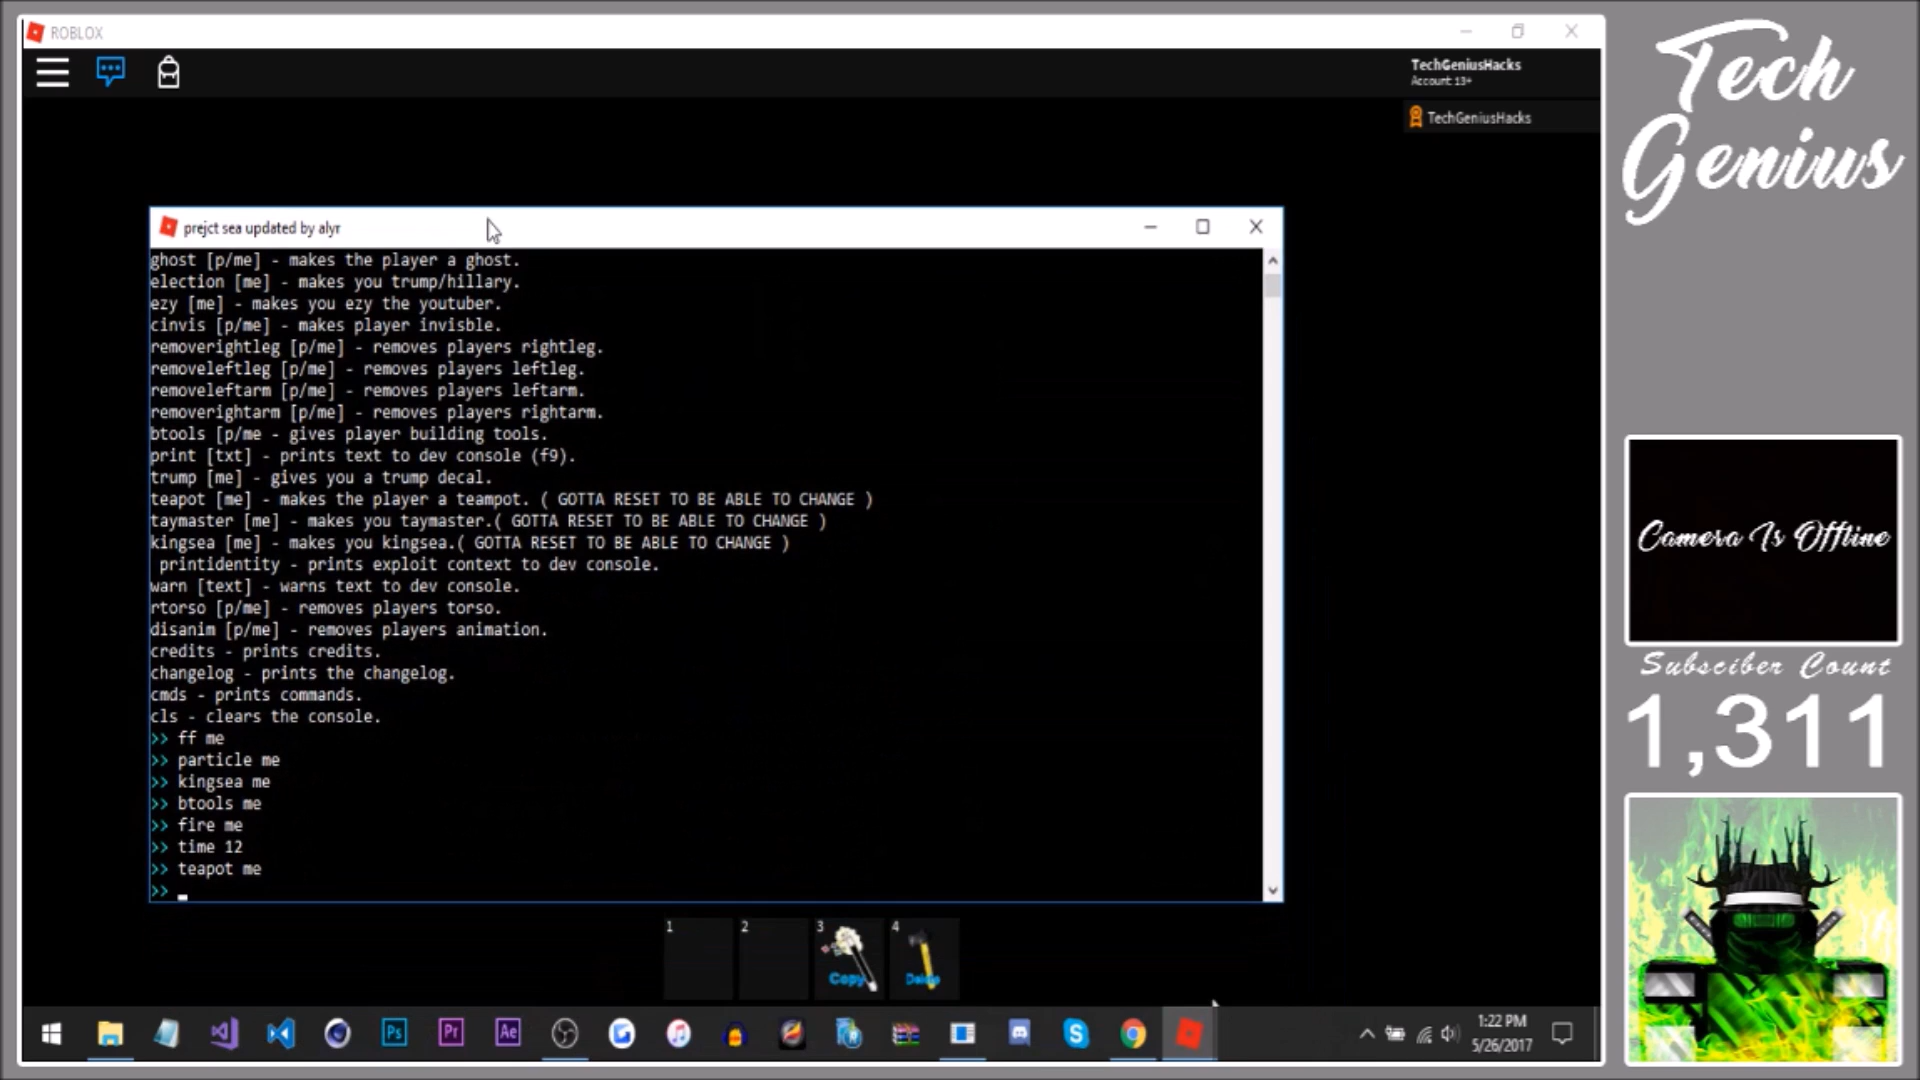 ROBLOX
TechGeniusHacks
Account: 13+
TechGeniusHacks
prejct sea updated by alyr
ghost [p/me] - makes the player a ghost.
election [me] - makes you trump/hillary.
ezy [me] - makes you ezy the youtuber.
cinvis [p/me] - makes player invisble.
removerightleg [p/me] - removes players rightleg.
removeleftleg [p/me] - removes players leftleg.
removeleftarm [p/me] - removes players leftarm.
removerightarm [p/me] - removes players rightarm.
btools [p/me - gives player building tools.
print [txt] - prints text to dev console (f9).
trump [me] - gives you a trump decal.
teapot [me] - makes the player a teampot. ( GOTTA RESET TO BE ABLE TO CHANGE )
taymaster [me] - makes you taymaster.( GOTTA RESET TO BE ABLE TO CHANGE )
kingsea [me] - makes you kingsea.( GOTTA RESET TO BE ABLE TO CHANGE )
printidentity - prints exploit context to dev console.
warn [text] - warns text to dev console.
rtorso [p/me] - removes players torso.
disanim [p/me] - removes players animation.
credits - prints credits.
changelog - prints the changelog.
cmds - prints commands.
cls - clears the console.
>> ff me
>> particle me
>> kingsea me
>> btools me
>> fire me
>> time 12
>> teapot me
>>
1 2 3 4
Copy
Ps Pr Ae
1:22 PM
5/26/2017
Tech
Genius
Camera Is Offline
Subsciber Count
1,311